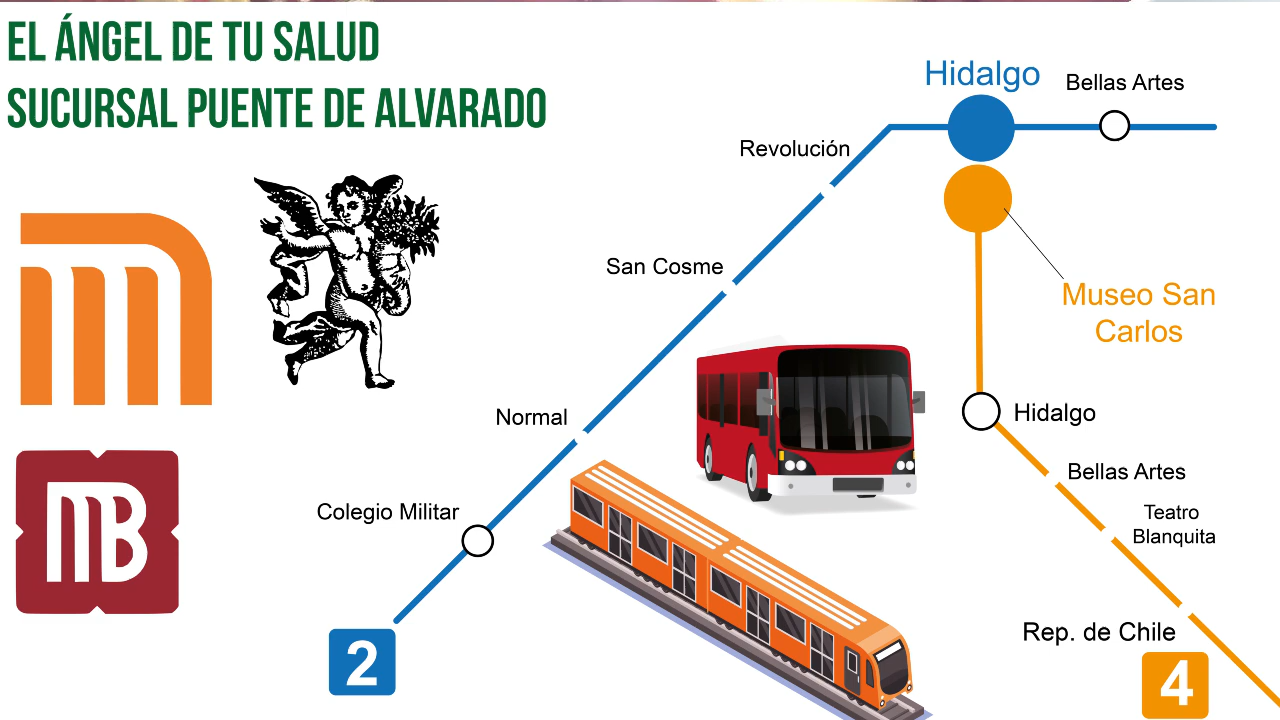 EL ÁNGEL DE TU SALUD
SUCURSAL PUENTE DE ALVARADO
Hidalgo
Bellas Artes
Revolución
San Cosme
Museo San
Carlos
Normal
Hidalgo
Bellas Artes
Colegio Militar
Teatro
Blanquita
MB
Rep. de Chile
2
4